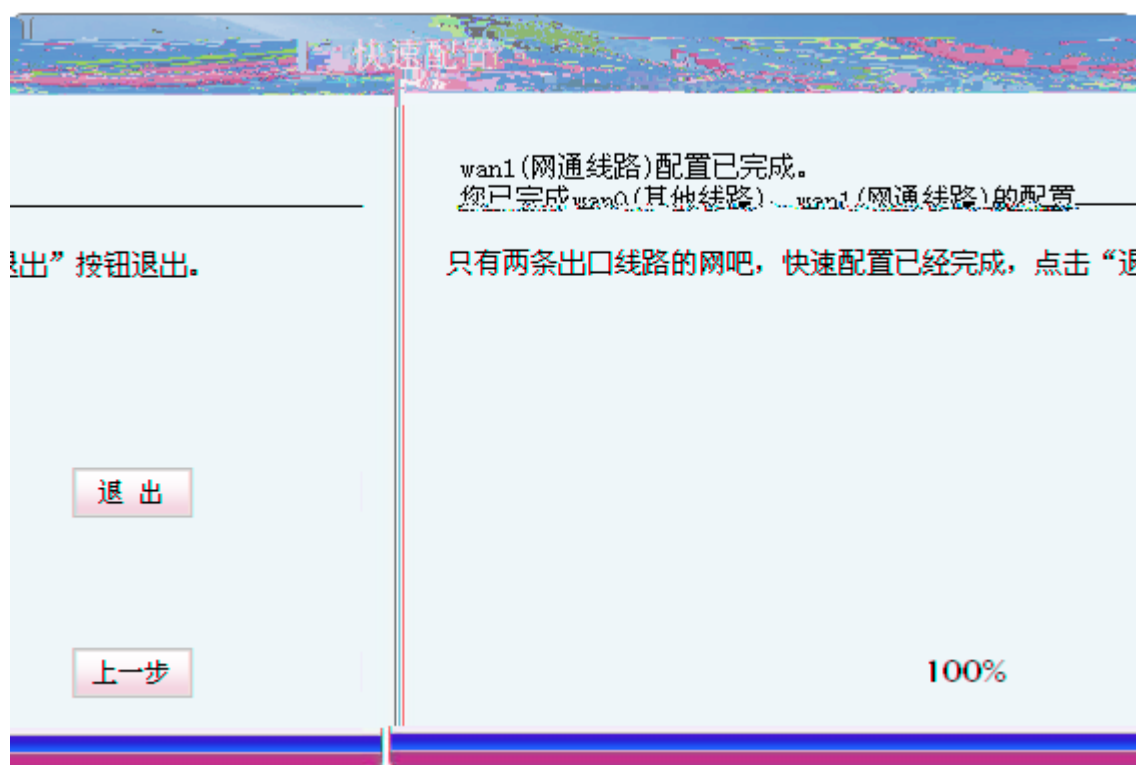 快速配置
wan1(网通线路)配置已完成。
您已完成wan0(其他线路)、wan1(网通线路)的配置
只有两条出口线路的网吧，快速配置已经完成，点击“退
出”按钮退出。
退 出
上一步
100%